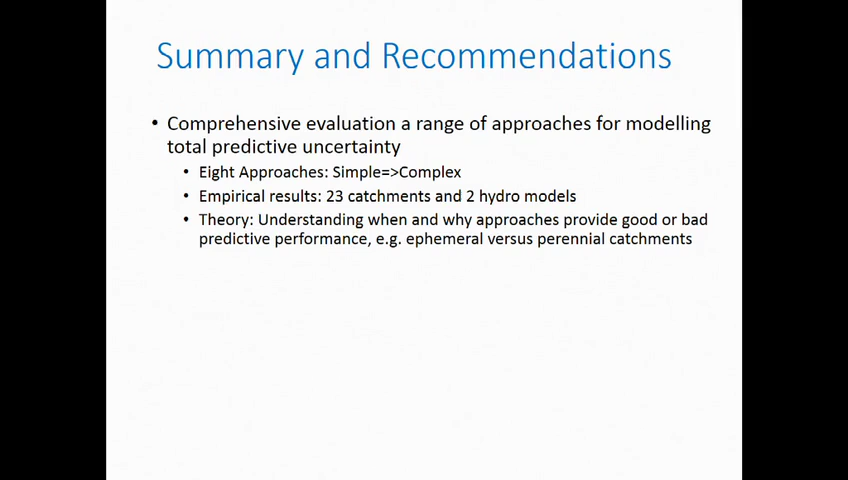 Summary and Recommendations
• Comprehensive evaluation a range of approaches for modelling
total predictive uncertainty
• Eight Approaches: Simple=>Complex
• Empirical results: 23 catchments and 2 hydro models
• Theory: Understanding when and why approaches provide good or bad
predictive performance, e.g. ephemeral versus perennial catchments